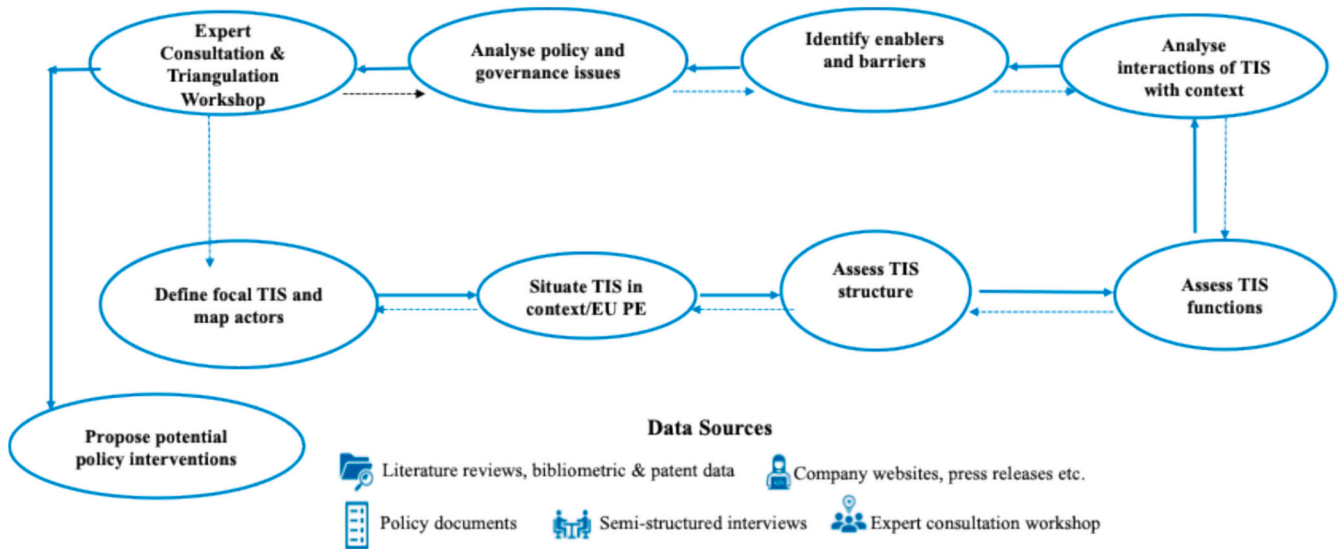 Expert
Consultation &
Triangulation
Workshop
Analyse policy and
governance issues
Identify enablers
and barriers
Analyse
interactions of TIS
with context
Define focal TIS and
map actors
Situate TIS in
context/EU PE
Assess TIS
structure
Assess TIS
functions
Propose potential
policy interventions
Data Sources
Literature reviews, bibliometric & patent data
Company websites, press releases etc.
Policy documents
Semi-structured interviews
Expert consultation workshop